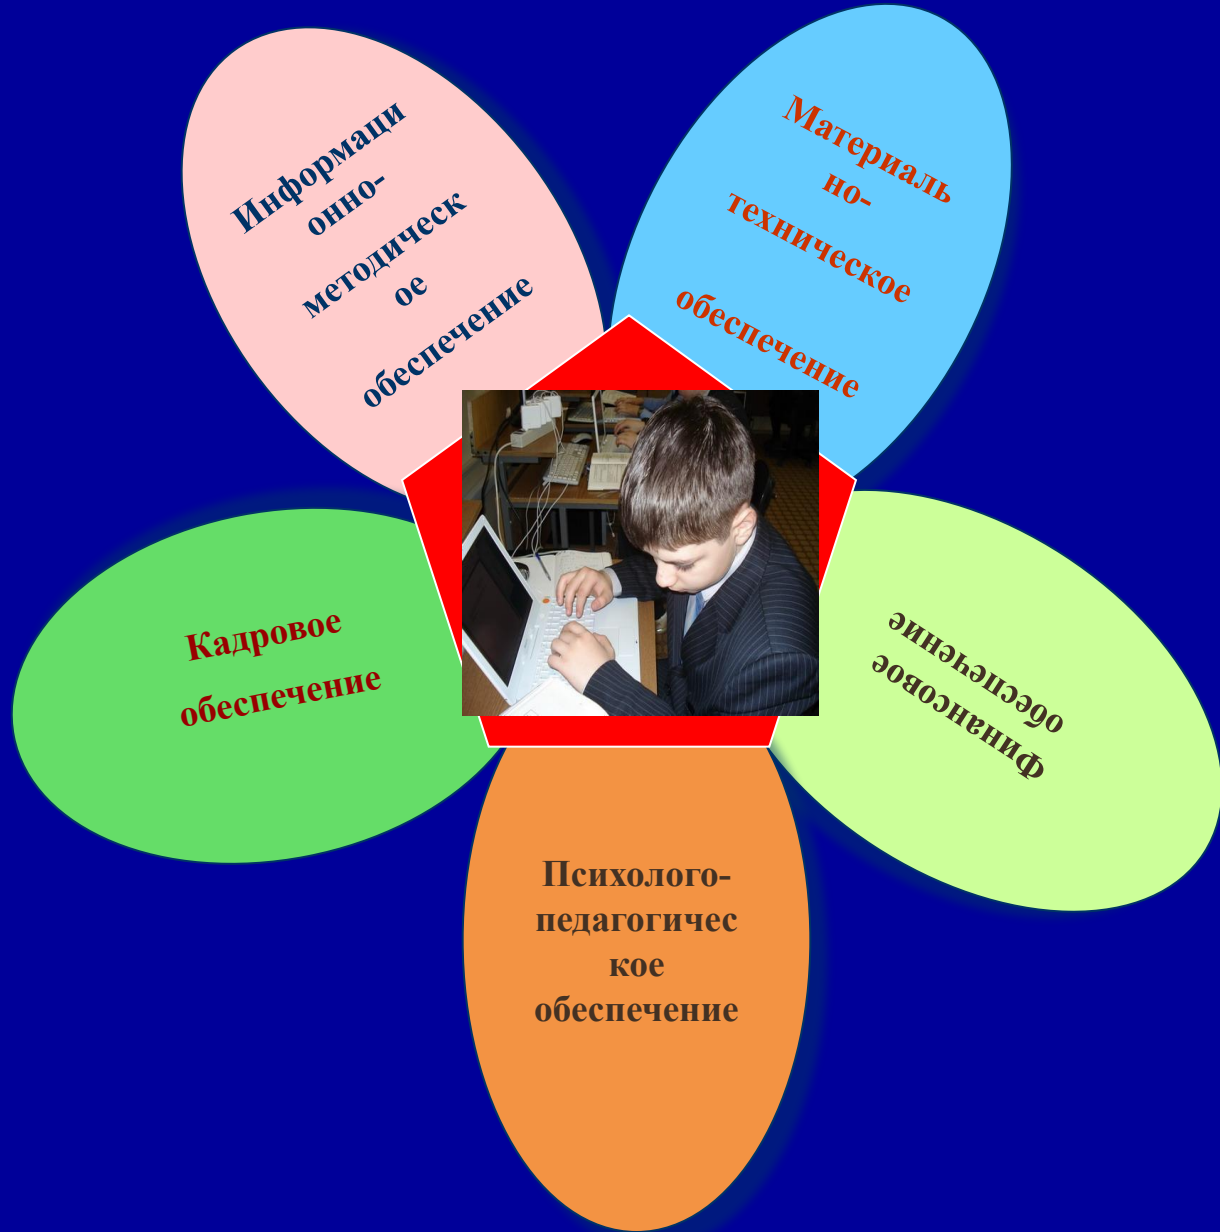 Информаци
онно-
методическ
ое
обеспечение
Материаль
но-
техническое
обеспечение
Кадровое
обеспечение
Финансовое
обеспечение
Психолого-
педагогичес
кое
обеспечение